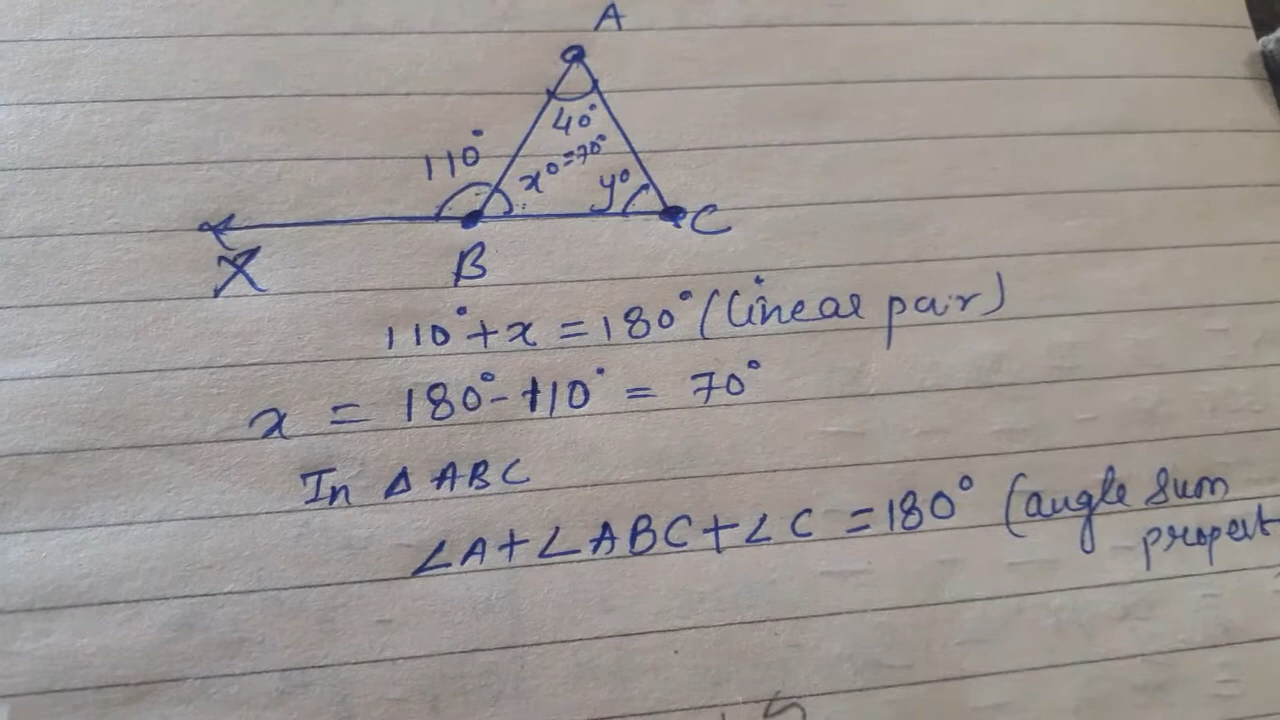 A
40°
110°
x°=70°
y°
C
X
B
110°+x=180° (linear pair)
x = 180°-110° = 70°
In Δ ABC
∠A+∠ABC+∠C =180° (angle sum
propert